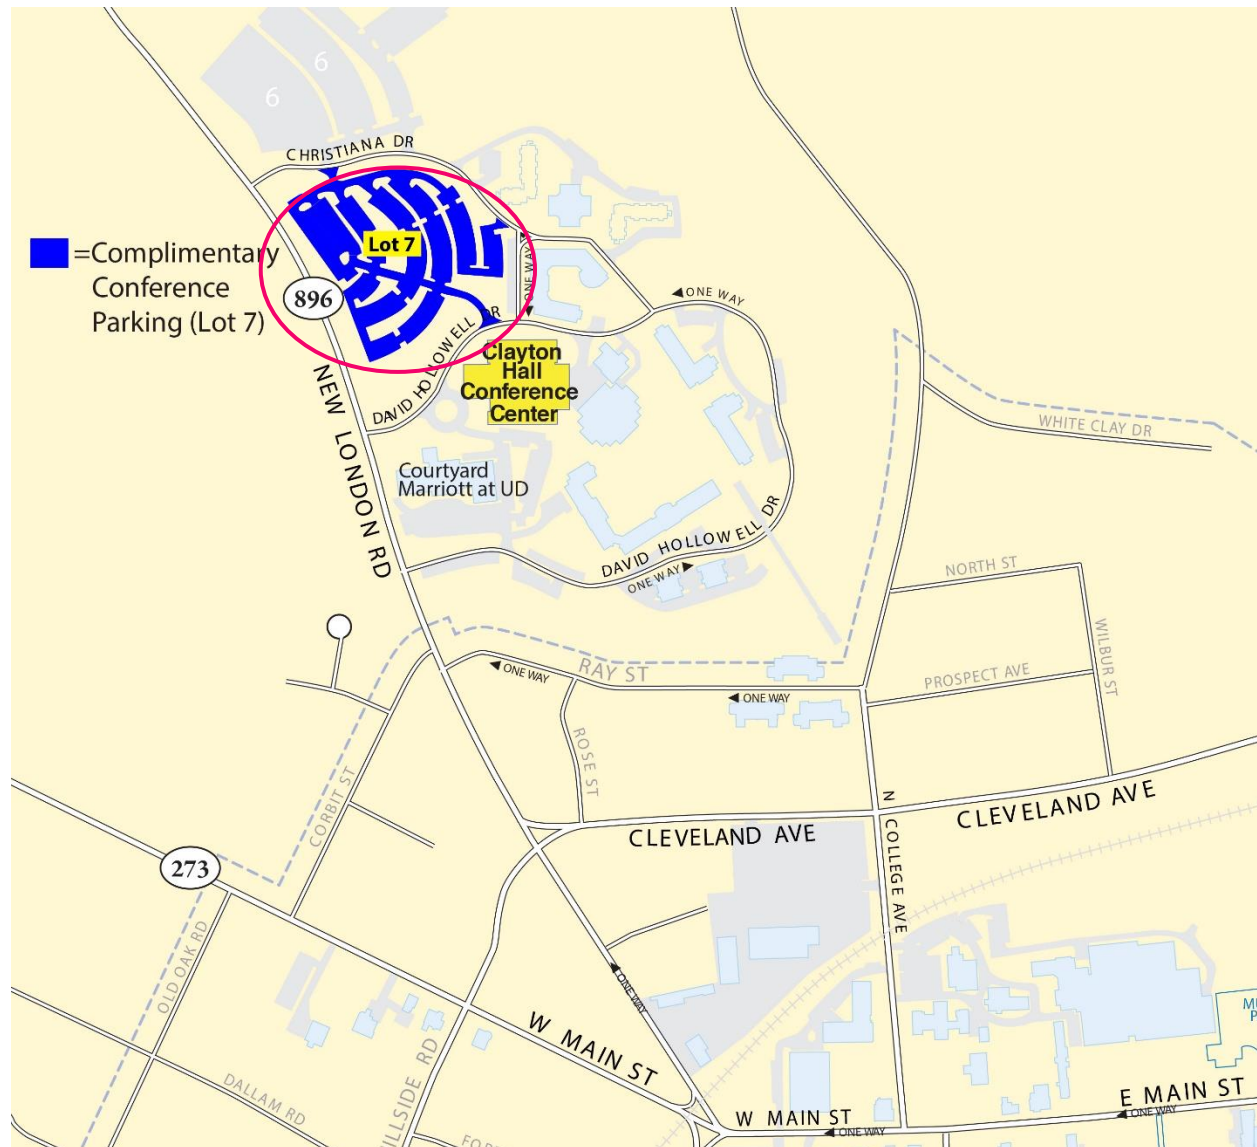 6
6
CHRISTIANA DR
=Complimentary
Conference
Parking (Lot 7)
Lot 7
896
ONE WAY
ONE WAY
DAVID HOLLOWELL DR
Clayton
Hall
Conference
Center
NEW LONDON RD
WHITE CLAY DR
Courtyard
Marriott at UD
DAVID HOLLOWELL DR
ONE WAY
NORTH ST
WILBUR ST
RAY ST
ONE WAY
ONE WAY
PROSPECT AVE
ROSE ST
CORBIT ST
CLEVELAND AVE
CLEVELAND AVE
N COLLEGE AVE
273
OLD OAK RD
ONE WAY
W MAIN ST
HILLSIDE RD
DALLAM RD
W MAIN ST
ONE WAY
E MAIN ST
ONE WAY